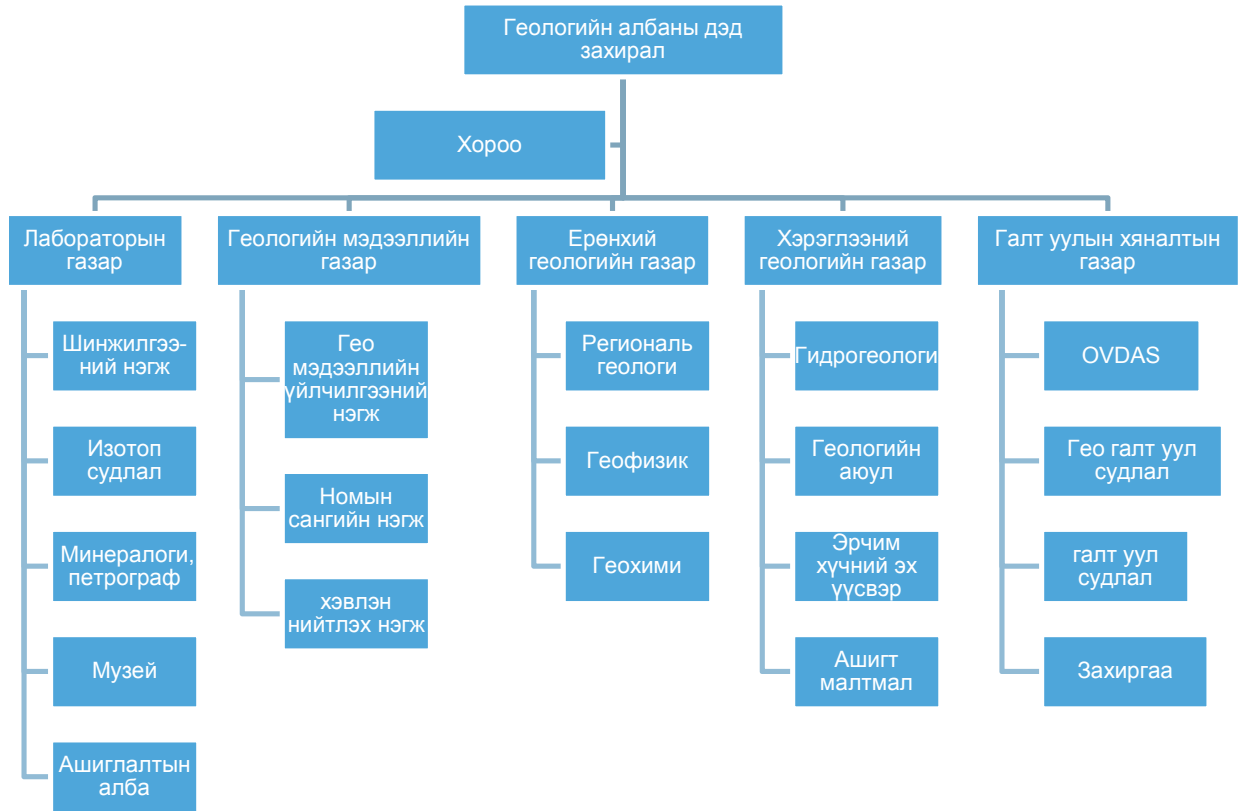 Геологийн албаны дэд
захирал
Хороо
Лабораторын
газар
Шинжилгээ-
ний нэгж
Изотоп
судлал
Минералоги,
петрограф
Музей
Ашиглалтын
алба
Геологийн мэдээллийн
газар
Гео
мэдээллийн
үйлчилгээний
нэгж
Номын
сангийн нэгж
хэвлэн
нийтлэх нэгж
Ерөнхий
геологийн газар
Региональ
геологи
Геофизик
Геохими
Хэрэглээний
геологийн газар
Гидрогеологи
Геологийн
аюул
Эрчим
хүчний эх
үүсвэр
Ашигт
малтмал
Галт уулын хяналтын
газар
OVDAS
Гео галт уул
судлал
галт уул
судлал
Захиргаа